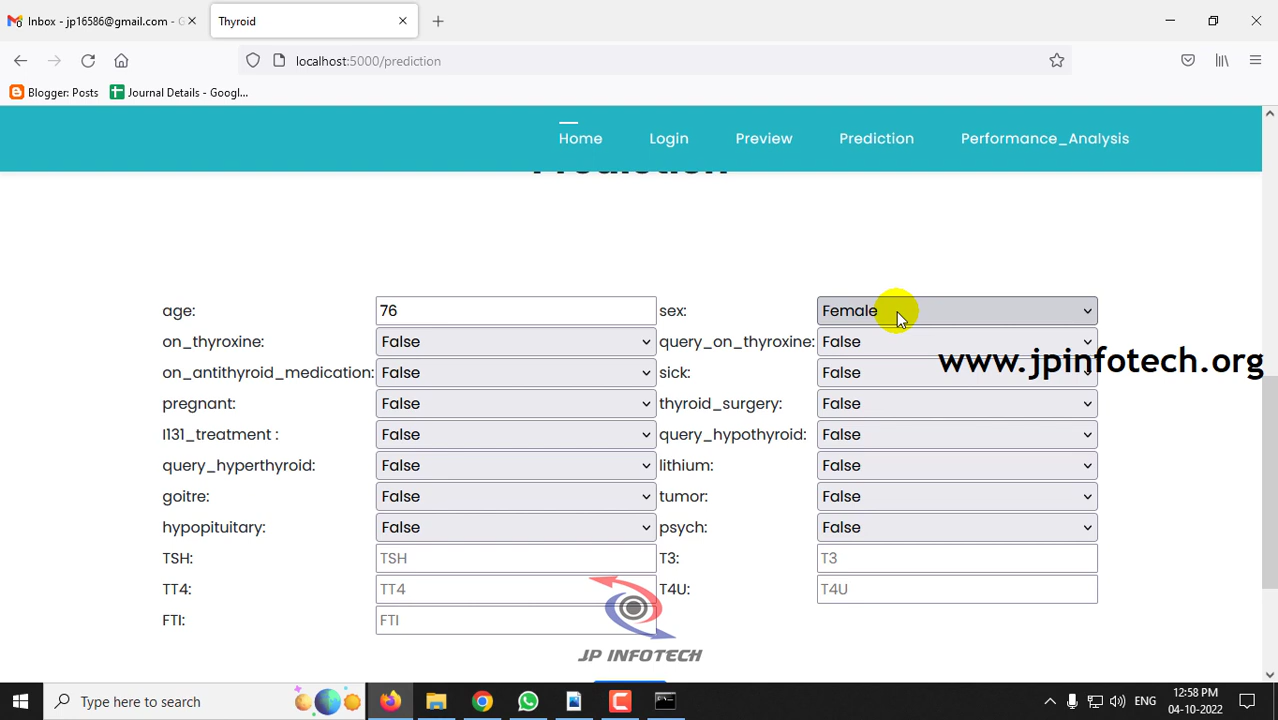 Inbox - jp16586@gmail.com - G
Thyroid
localhost:5000/prediction
Blogger: Posts
Journal Details - Googl...
Home
Login
Preview
Prediction
Performance_Analysis
Prediction
age:
76
sex:
Female
on_thyroxine:
False
query_on_thyroxine:
False
www.jpinfotech.org
on_antithyroid_medication:
False
sick:
False
pregnant:
False
thyroid_surgery:
False
I131_treatment :
False
query_hypothyroid:
False
query_hyperthyroid:
False
lithium:
False
goitre:
False
tumor:
False
hypopituitary:
False
psych:
False
TSH:
TSH
T3:
T3
TT4:
TT4
T4U:
T4U
FTI:
FTI
JP INFOTECH
Type here to search
ENG
12:58 PM
04-10-2022